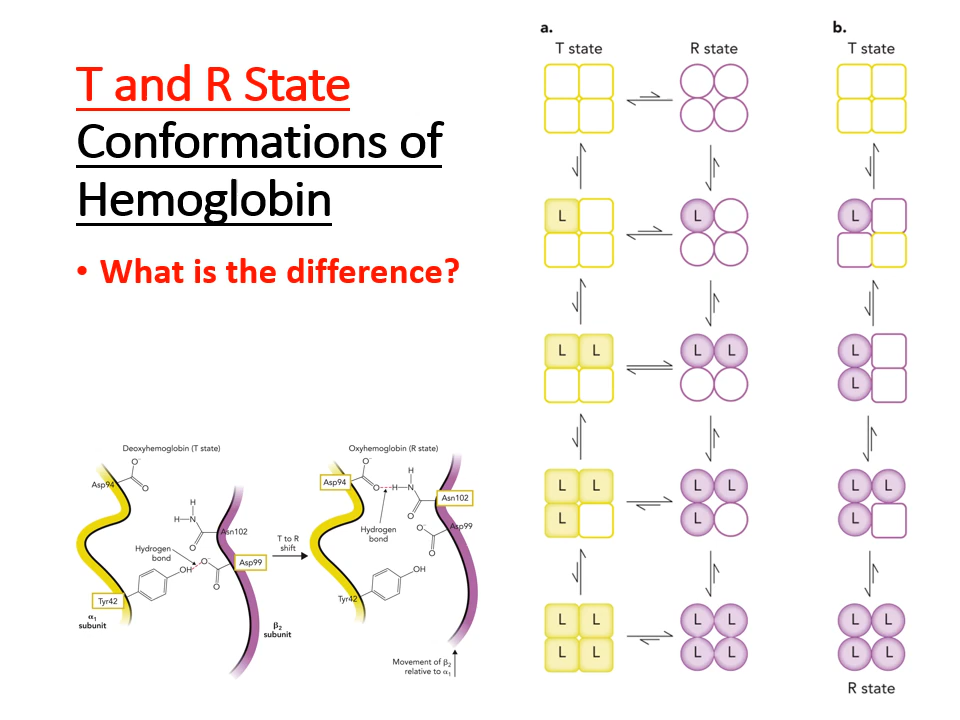 T and R State
Conformations of
Hemoglobin
• What is the difference?
Deoxyhemoglobin (T state)
O⁻
Asp94
O
H
H—N
Asn102
O
Hydrogen
bond
OH
O⁻
Asp99
O
Tyr42
α₁
subunit
β₂
subunit
T to R
shift
Oxyhemoglobin (R state)
O⁻
Asp94
O
H
H—N
Asn102
O
Hydrogen
bond
O⁻
Asp99
O
OH
Tyr42
Movement of β₂
relative to α₁
a.
T state R state
L L
L L L L
L L L L
L L
L L L L
L L L L
b.
T state
L
L
L
L L
L
L L
L L
R state